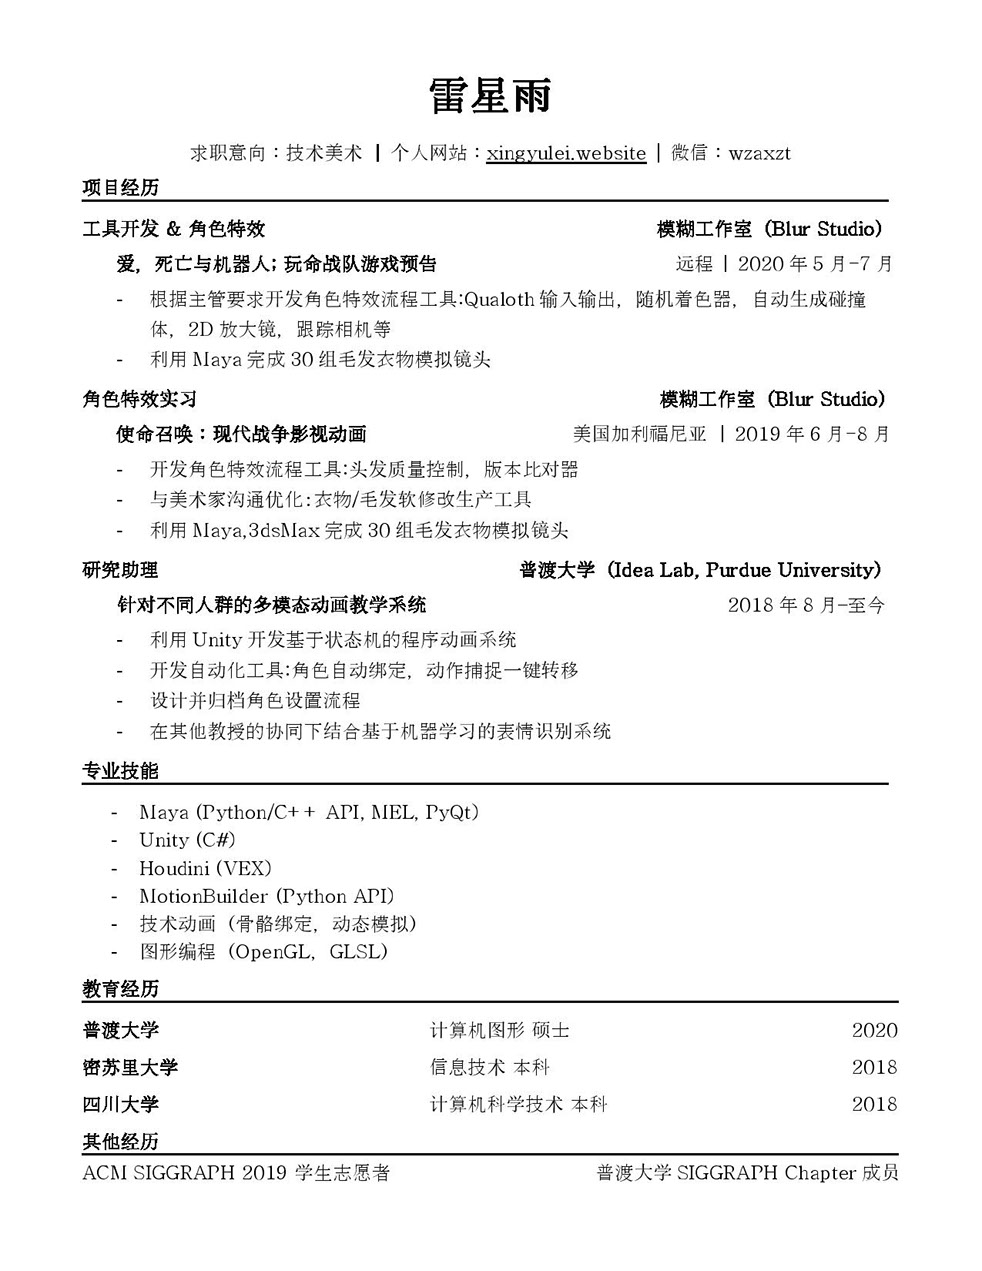 雷星雨
求职意向：技术美术 | 个人网站：xingyulei.website | 微信：wzaxzt
项目经历
工具开发 & 角色特效 模糊工作室（Blur Studio）
爱，死亡与机器人；玩命战队游戏预告 远程 | 2020 年 5 月-7 月
- 根据主管要求开发角色特效流程工具:Qualoth 输入输出，随机着色器，自动生成碰撞
体，2D 放大镜，跟踪相机等
- 利用 Maya 完成 30 组毛发衣物模拟镜头
角色特效实习 模糊工作室（Blur Studio）
使命召唤：现代战争影视动画 美国加利福尼亚 | 2019 年 6 月-8 月
- 开发角色特效流程工具:头发质量控制，版本比对器
- 与美术家沟通优化:衣物/毛发软修改生产工具
- 利用 Maya,3dsMax 完成 30 组毛发衣物模拟镜头
研究助理 普渡大学（Idea Lab, Purdue University）
针对不同人群的多模态动画教学系统 2018 年 8 月-至今
- 利用 Unity 开发基于状态机的程序动画系统
- 开发自动化工具:角色自动绑定，动作捕捉一键转移
- 设计并归档角色设置流程
- 在其他教授的协同下结合基于机器学习的表情识别系统
专业技能
- Maya (Python/C++ API, MEL, PyQt)
- Unity (C#)
- Houdini (VEX)
- MotionBuilder (Python API)
- 技术动画（骨骼绑定，动态模拟）
- 图形编程（OpenGL，GLSL）
教育经历
普渡大学 计算机图形 硕士 2020
密苏里大学 信息技术 本科 2018
四川大学 计算机科学技术 本科 2018
其他经历
ACM SIGGRAPH 2019 学生志愿者 普渡大学 SIGGRAPH Chapter 成员